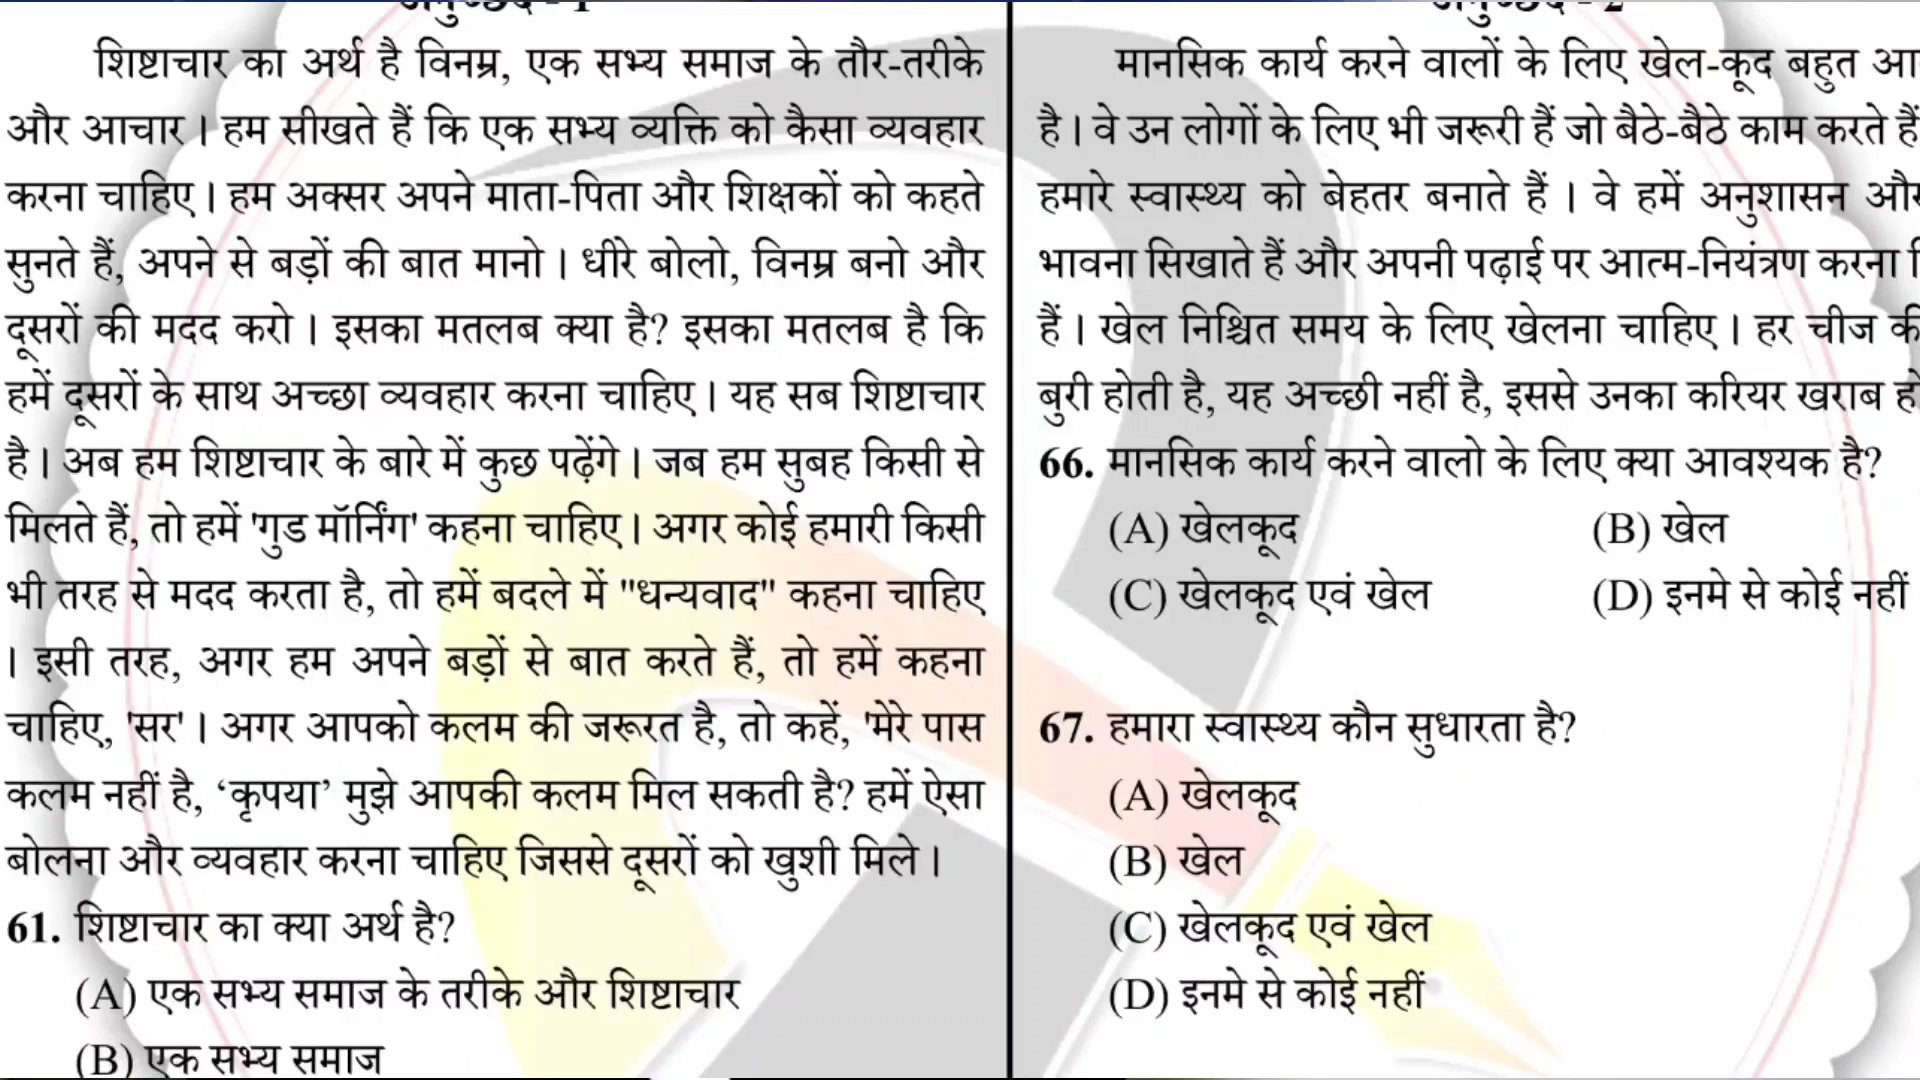 शिष्टाचार का अर्थ है विनम्र, एक सभ्य समाज के तौर-तरीके
और आचार । हम सीखते हैं कि एक सभ्य व्यक्ति को कैसा व्यवहार
करना चाहिए । हम अक्सर अपने माता-पिता और शिक्षकों को कहते
सुनते हैं, अपने से बड़ों की बात मानो । धीरे बोलो, विनम्र बनो और
दूसरों की मदद करो । इसका मतलब क्या है? इसका मतलब है कि
हमें दूसरों के साथ अच्छा व्यवहार करना चाहिए । यह सब शिष्टाचार
है । अब हम शिष्टाचार के बारे में कुछ पढ़ेंगे । जब हम सुबह किसी से
मिलते हैं, तो हमें 'गुड मॉर्निंग' कहना चाहिए । अगर कोई हमारी किसी
भी तरह से मदद करता है, तो हमें बदले में "धन्यवाद" कहना चाहिए
। इसी तरह, अगर हम अपने बड़ों से बात करते हैं, तो हमें कहना
चाहिए, 'सर' । अगर आपको कलम की जरूरत है, तो कहें, 'मेरे पास
कलम नहीं है, ‘कृपया’ मुझे आपकी कलम मिल सकती है? हमें ऐसा
बोलना और व्यवहार करना चाहिए जिससे दूसरों को खुशी मिले ।
61. शिष्टाचार का क्या अर्थ है?
(A) एक सभ्य समाज के तरीके और शिष्टाचार
(B) एक सभ्य समाज
मानसिक कार्य करने वालों के लिए खेल-कूद बहुत
है । वे उन लोगों के लिए भी जरूरी हैं जो बैठे-बैठे काम करते हैं
हमारे स्वास्थ्य को बेहतर बनाते हैं । वे हमें अनुशासन और
भावना सिखाते हैं और अपनी पढ़ाई पर आत्म-नियंत्रण करना
हैं । खेल निश्चित समय के लिए खेलना चाहिए । हर चीज की
बुरी होती है, यह अच्छी नहीं है, इससे उनका करियर खराब हो
66. मानसिक कार्य करने वालो के लिए क्या आवश्यक है?
(A) खेलकूद (B) खेल
(C) खेलकूद एवं खेल (D) इनमे से कोई नहीं
67. हमारा स्वास्थ्य कौन सुधारता है?
(A) खेलकूद
(B) खेल
(C) खेलकूद एवं खेल
(D) इनमे से कोई नहीं